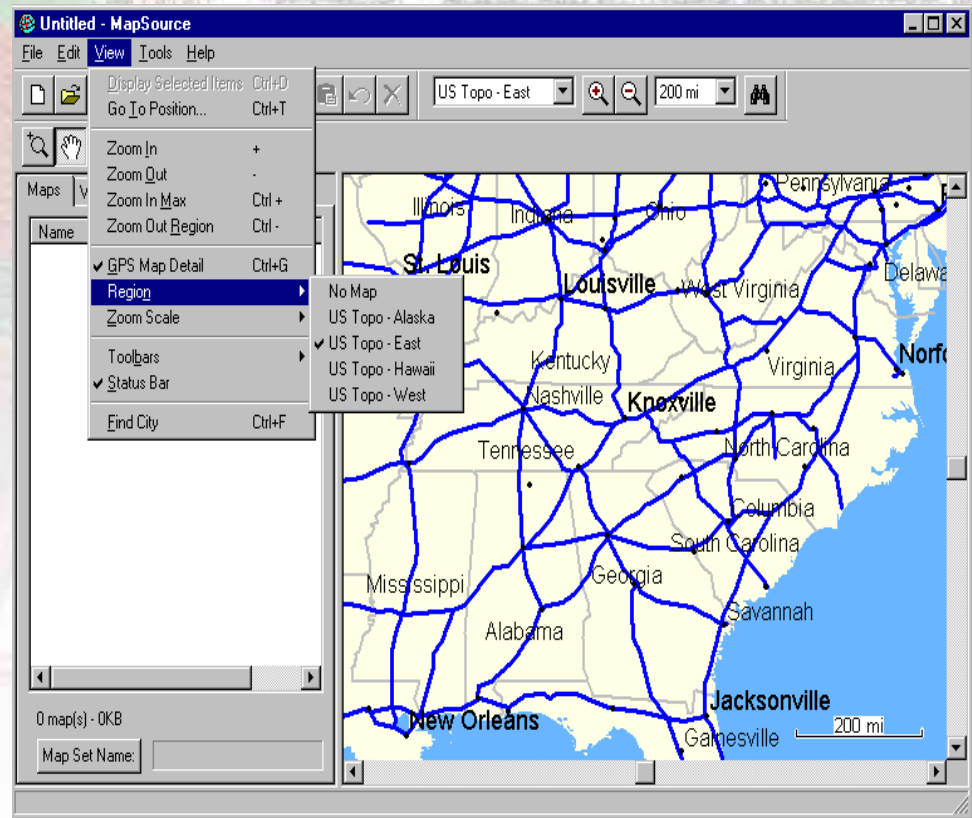 Untitled - MapSource
File Edit View Tools Help
US Topo - East
200 mi
Display Selected Items Ctrl+D
Go To Position... Ctrl+T
Zoom In +
Zoom Out -
Zoom In Max Ctrl +
Zoom Out Region Ctrl -
GPS Map Detail Ctrl+G
Region
Zoom Scale
Toolbars
Status Bar
Find City Ctrl+F
No Map
US Topo - Alaska
US Topo - East
US Topo - Hawaii
US Topo - West
Maps V
Name
0 map(s) - 0KB
Map Set Name:
Pennsylvania
Illinois
Indiana
Ohio
St. Louis
Louisville
West Virginia
Delawa
Kentucky
Virginia
Norfo
Nashville
Knoxville
Tennessee
North Carolina
Columbia
South Carolina
Mississippi
Georgia
Savannah
Alabama
Jacksonville
New Orleans
Gainesville
200 mi